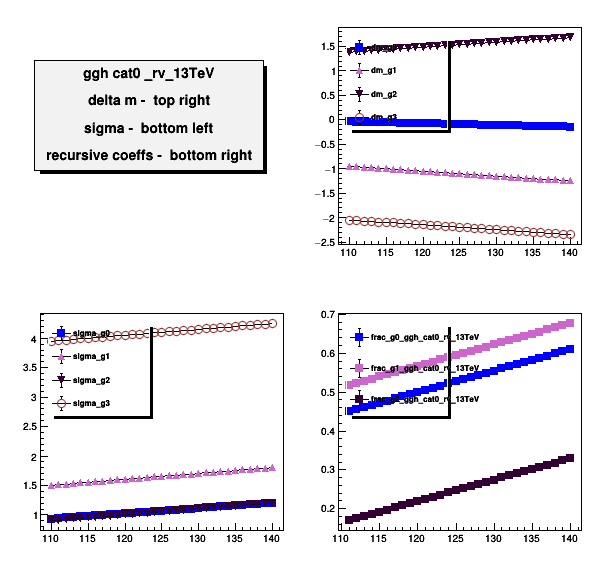 ggh cat0 _rv_13TeV
delta m - top right
sigma - bottom left
recursive coeffs - bottom right
1.5
1
0.5
0
−0.5
−1
−1.5
−2
−2.5
dm_g1
dm_g2
dm_g3
110 115 120 125 130 135 140
4
3.5
3
2.5
2
1.5
1
sigma_g0
sigma_g1
sigma_g2
sigma_g3
110 115 120 125 130 135 140
0.7
0.6
0.5
0.4
0.3
0.2
frac_g0_ggh_cat0_rv_13TeV
frac_g1_ggh_cat0_rv_13TeV
frac_g2_ggh_cat0_rv_13TeV
110 115 120 125 130 135 140